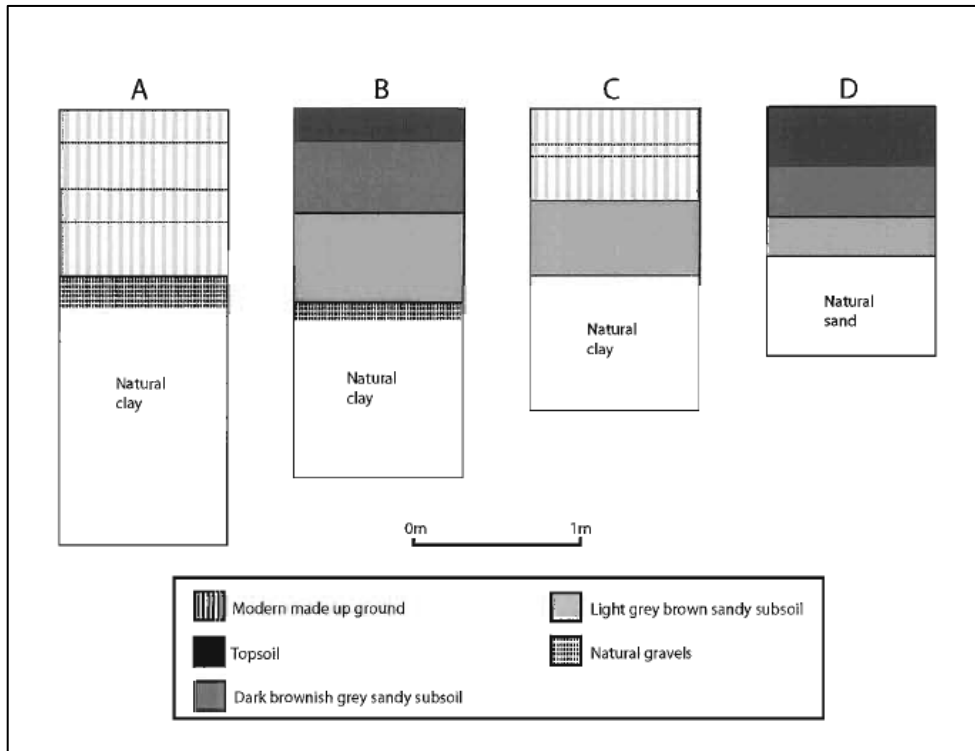 A
B
C
D
Natural
clay
Natural
clay
Natural
clay
Natural
sand
0m
1m
Modern made up ground
Topsoil
Dark brownish grey sandy subsoil
Light grey brown sandy subsoil
Natural gravels